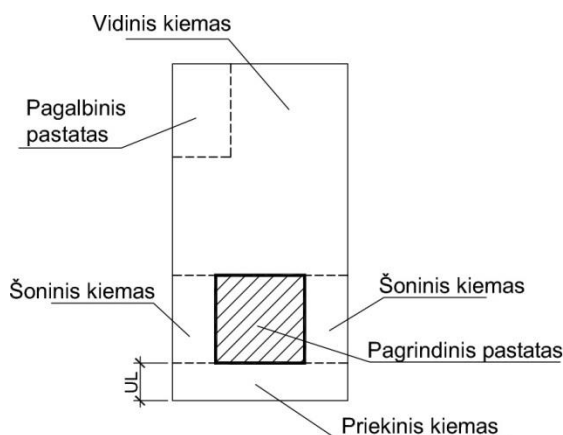 Vidinis kiemas
Pagalbinis
pastatas
Šoninis kiemas
Šoninis kiemas
Pagrindinis pastatas
UL
Priekinis kiemas